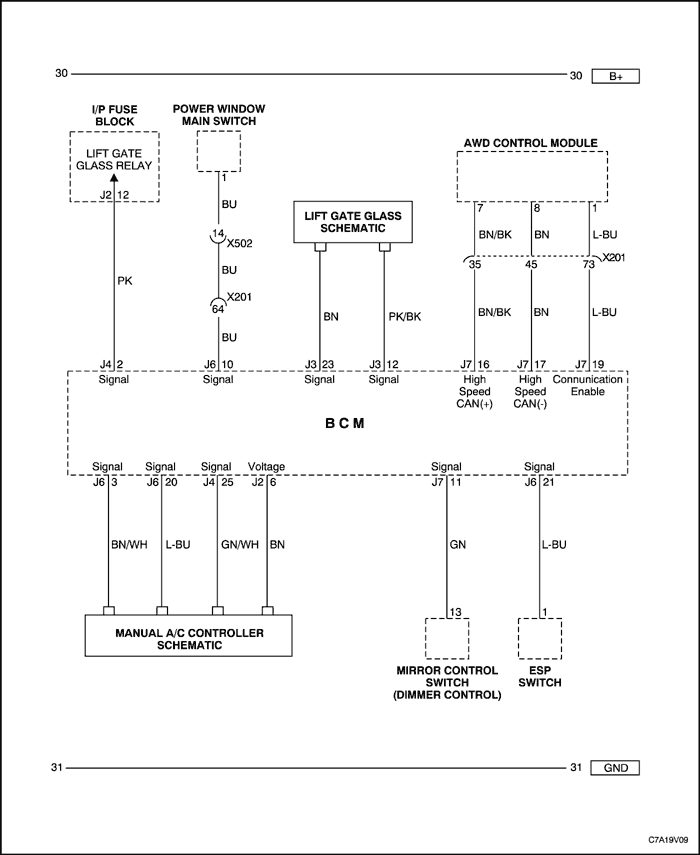 30
30 B+
I/P FUSE
BLOCK
LIFT GATE
GLASS RELAY
J2 12
PK
J4 2
Signal
POWER WINDOW
MAIN SWITCH
1
BU
14
X502
BU
X201
64
BU
J6 10
Signal
LIFT GATE GLASS
SCHEMATIC
BN
PK/BK
J3 23
Signal
J3 12
Signal
AWD CONTROL MODULE
7 8 1
BN/BK BN L-BU
X201
35 45 73
BN/BK BN L-BU
J7 16 J7 17 J7 19
High
Speed
CAN(+)
High
Speed
CAN(-)
Connunication
Enable
B C M
Signal Signal Signal Voltage Signal Signal
J6 3 J6 20 J4 25 J2 6 J7 11 J6 21
BN/WH L-BU GN/WH BN GN L-BU
MANUAL A/C CONTROLLER
SCHEMATIC
13
MIRROR CONTROL
SWITCH
(DIMMER CONTROL)
1
ESP
SWITCH
31
31 GND
C7A19V09